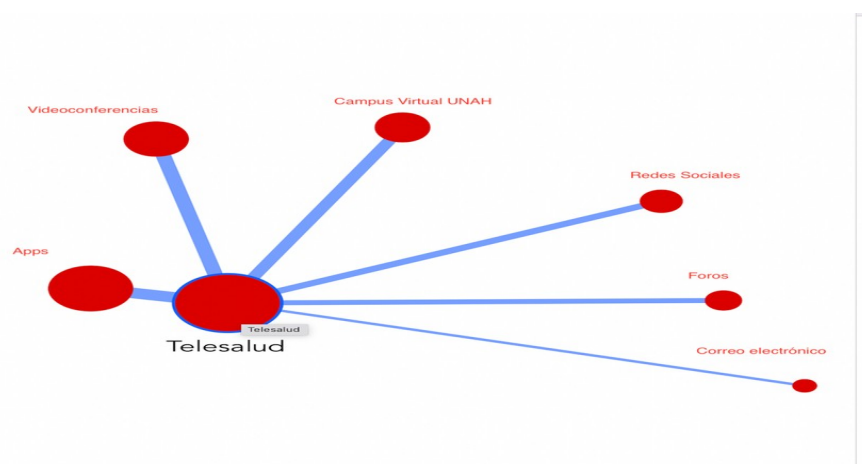 Campus Virtual UNAH
Videoconferencias
Redes Sociales
Apps
Foros
Telesalud
Telesalud
Correo electrónico